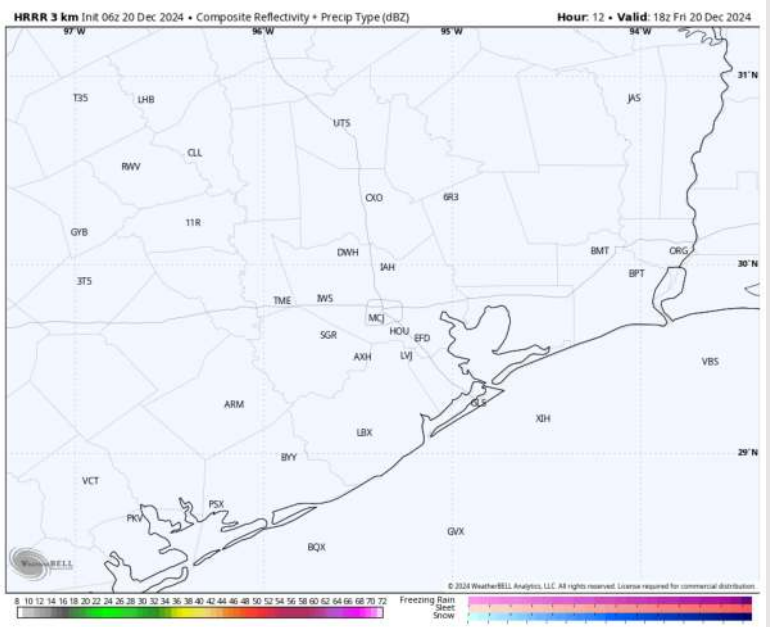 HRRR 3 km Init 06z 20 Dec 2024 • Composite Reflectivity + Precip Type (dBZ) Hour: 12 • Valid: 18z Fri 20 Dec 2024
97°W 96°W 95°W 94°W
31°N
T35 LHB JAS
UTS
CLL
RWV
CXO 6R3
11R
GYB
DWH BMT ORG
30°N
IAH
BPT
3T5
TME IWS
MCJ
HOU
SGR EFD
AXH LVJ
VBS
ARM GLS
XIH
LBX
29°N
BYY
VCT
PSX
PKV
GVX
BQX
WEATHERBELL
© 2024 WeatherBELL Analytics, LLC. All rights reserved. License required for commercial distribution.
8 10 12 14 16 18 20 22 24 26 28 30 32 34 36 38 40 42 44 46 48 50 52 54 56 58 60 62 64 66 68 70 72
Freezing Rain
Sleet
Snow